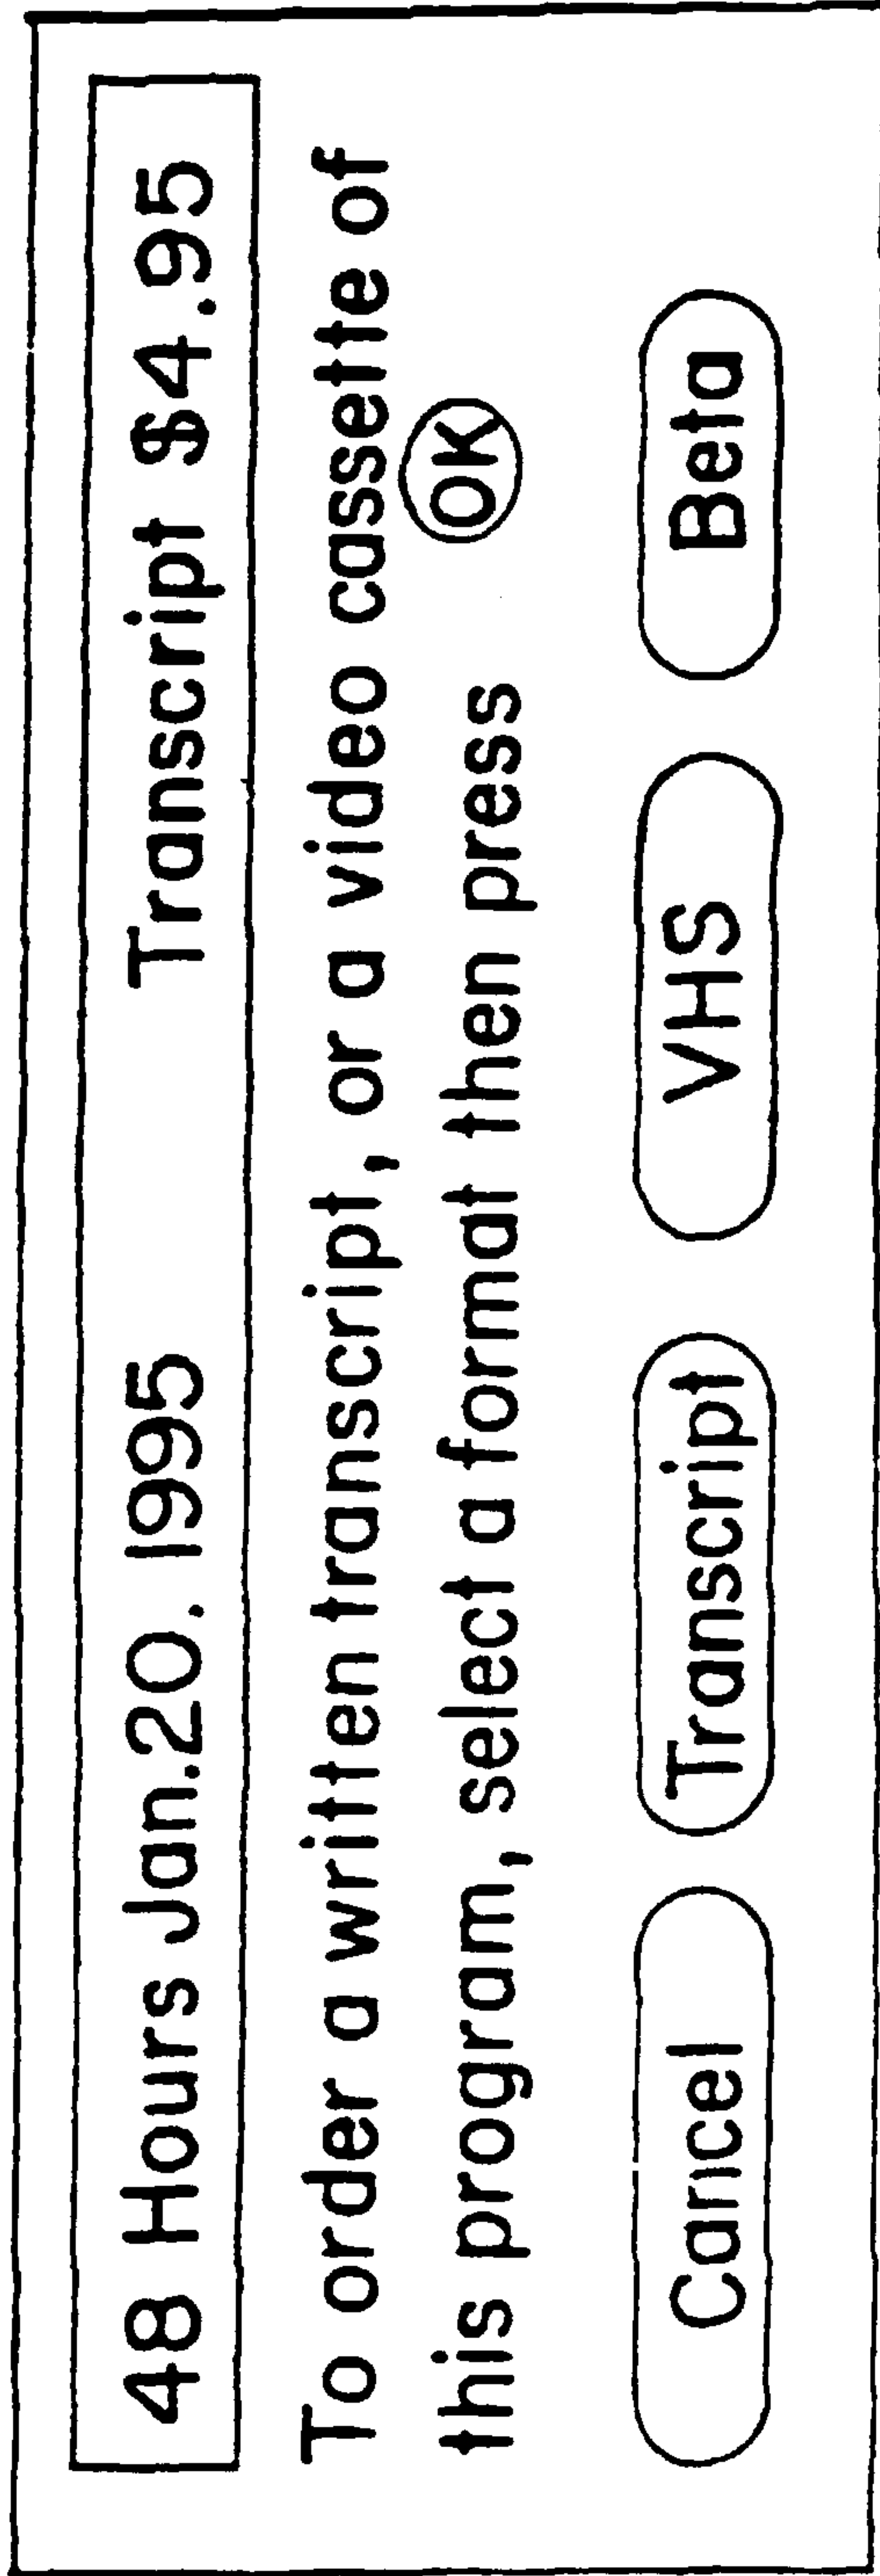 48 Hours Jan.20. 1995 Transcript $4.95
To order a written transcript, or a video cassette of
this program, select a format then press OK
Cancel Transcript VHS Beta